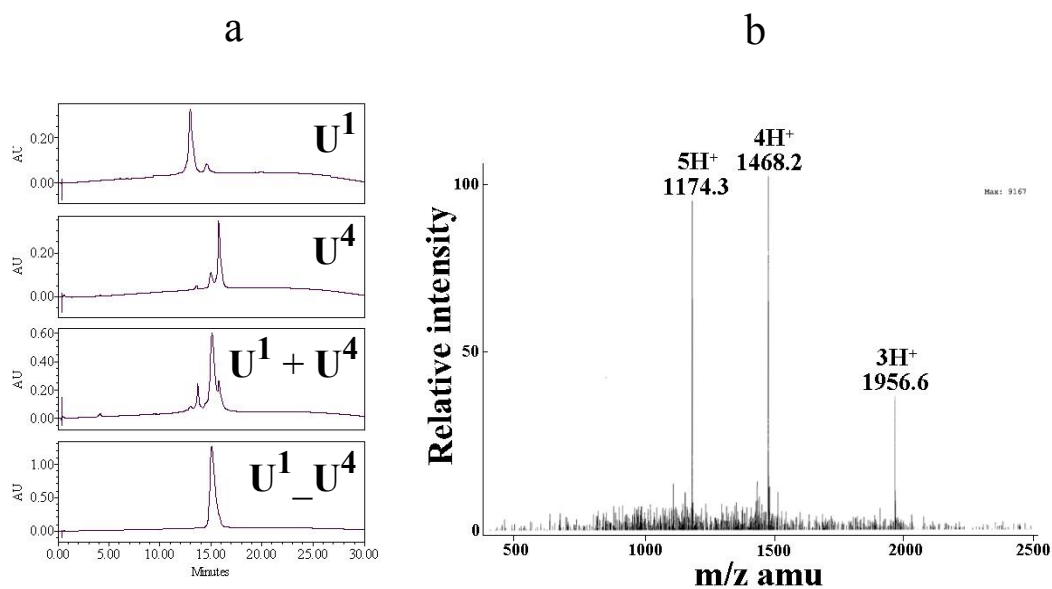 a
b
0.20
0.00
AU
U¹
0.20
0.00
AU
U⁴
0.60
0.40
0.20
0.00
AU
U¹ + U⁴
1.00
0.50
0.00
AU
U¹_U⁴
0.00 5.00 10.00 15.00 20.00 25.00 30.00
Minutes
4H⁺
5H⁺ 1468.2
1174.3
Max: 9167
3H⁺
1956.6
100
50
0
Relative intensity
500 1000 1500 2000 2500
m/z amu